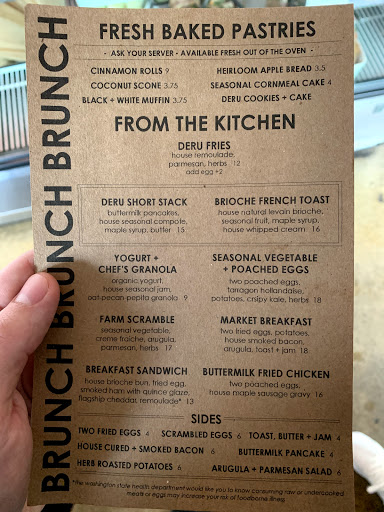 BRUNCH BRUNCH BRUNCH
FRESH BAKED PASTRIES
- ASK YOUR SERVER - AVAILABLE FRESH OUT OF THE OVEN -
CINNAMON ROLLS 9
HEIRLOOM APPLE BREAD 3.5
COCONUT SCONE 3.75
SEASONAL CORNMEAL CAKE 4
BLACK + WHITE MUFFIN 3.75
DERU COOKIES + CAKE
FROM THE KITCHEN
DERU FRIES
house remoulade,
parmesan, herbs 12
add egg +2
DERU SHORT STACK
buttermilk pancakes,
house seasonal compote,
maple syrup, butter 15
BRIOCHE FRENCH TOAST
house natural levain brioche,
seasonal fruit, maple syrup,
house whipped cream 16
YOGURT +
CHEF'S GRANOLA
organic yogurt,
house seasonal jam,
oat-pecan pepita granola 9
SEASONAL VEGETABLE
+ POACHED EGGS
two poached eggs,
tarragon hollandaise,
potatoes, crsipy kale, herbs 18
FARM SCRAMBLE
seasonal vegetable,
creme fraiche, arugula,
parmesan, herbs 17
MARKET BREAKFAST
two fried eggs, potatoes,
house smoked bacon,
arugula, toast + jam 18
BREAKFAST SANDWICH
house brioche bun, fried egg,
smoked ham with quince glaze,
flagship cheddar, remoulade* 13
BUTTERMILK FRIED CHICKEN
two poached eggs,
house maple sausage gravy 16
SIDES
TWO FRIED EGGS 4
SCRAMBLED EGGS 6
TOAST, BUTTER + JAM 4
HOUSE CURED + SMOKED BACON 6
BUTTERMILK PANCAKE 4
HERB ROASTED POTATOES 6
ARUGULA + PARMESAN SALAD 6
*the washington state health department would like you to know consuming raw or undercooked
meats or eggs may increase your risk of foodborne illness